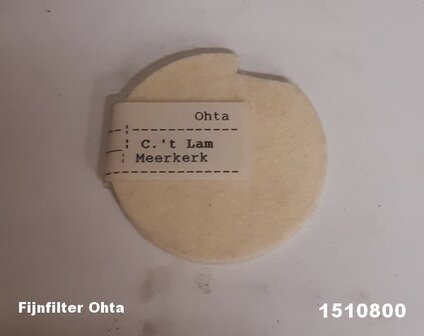 Ohta
C.'t Lam
Meerkerk
Fijnfilter Ohta
1510800